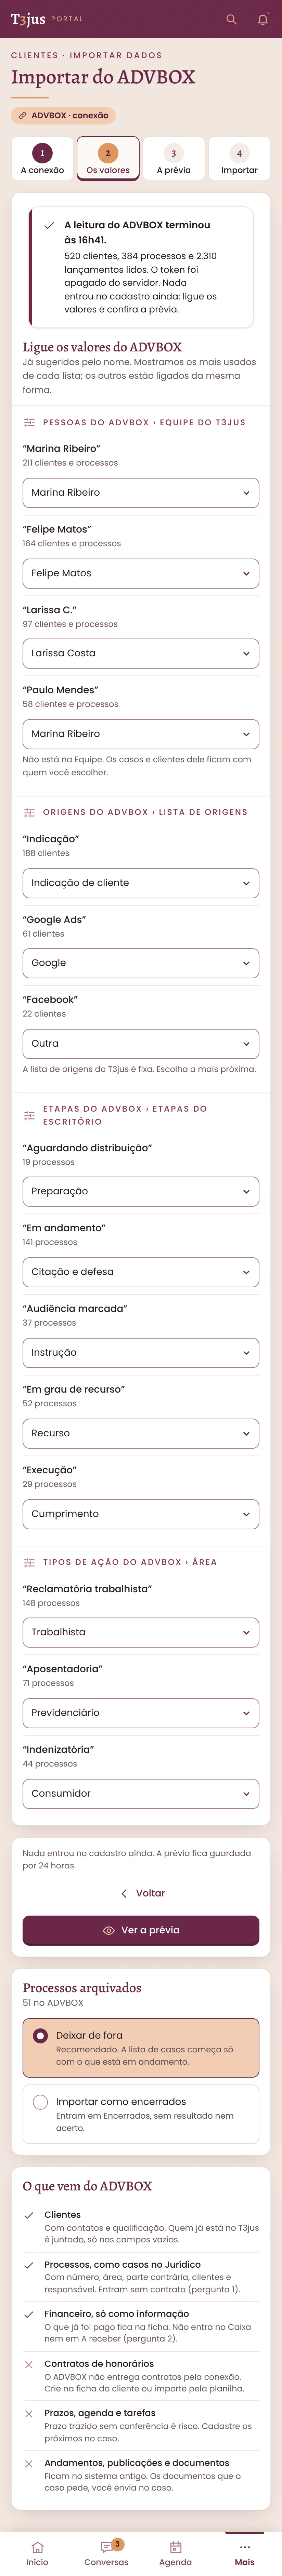 T3jus PORTAL
CLIENTES · IMPORTAR DADOS
Importar do ADVBOX
ADVBOX · conexão
1
A conexão
2
Os valores
3
A prévia
4
Importar
A leitura do ADVBOX terminou
às 16h41.
520 clientes, 384 processos e 2.310
lançamentos lidos. O token foi
apagado do servidor. Nada
entrou no cadastro ainda: ligue os
valores e confira a prévia.
Ligue os valores do ADVBOX
Já sugeridos pelo nome. Mostramos os mais usados
de cada lista; os outros estão ligados da mesma
forma.
PESSOAS DO ADVBOX › EQUIPE DO T3JUS
“Marina Ribeiro”
211 clientes e processos
Marina Ribeiro
“Felipe Matos”
164 clientes e processos
Felipe Matos
“Larissa C.”
97 clientes e processos
Larissa Costa
“Paulo Mendes”
58 clientes e processos
Marina Ribeiro
Não está na Equipe. Os casos e clientes dele ficam com
quem você escolher.
ORIGENS DO ADVBOX › LISTA DE ORIGENS
“Indicação”
188 clientes
Indicação de cliente
“Google Ads”
61 clientes
Google
“Facebook”
22 clientes
Outra
A lista de origens do T3jus é fixa. Escolha a mais próxima.
ETAPAS DO ADVBOX › ETAPAS DO
ESCRITÓRIO
“Aguardando distribuição”
19 processos
Preparação
“Em andamento”
141 processos
Citação e defesa
“Audiência marcada”
37 processos
Instrução
“Em grau de recurso”
52 processos
Recurso
“Execução”
29 processos
Cumprimento
TIPOS DE AÇÃO DO ADVBOX › ÁREA
“Reclamatória trabalhista”
148 processos
Trabalhista
“Aposentadoria”
71 processos
Previdenciário
“Indenizatória”
44 processos
Consumidor
Nada entrou no cadastro ainda. A prévia fica guardada
por 24 horas.
Voltar
Ver a prévia
Processos arquivados
51 no ADVBOX
Deixar de fora
Recomendado. A lista de casos começa só
com o que está em andamento.
Importar como encerrados
Entram em Encerrados, sem resultado nem
acerto.
O que vem do ADVBOX
Clientes
Com contatos e qualificação. Quem já está no T3jus
é juntado, só nos campos vazios.
Processos, como casos no Jurídico
Com número, área, parte contrária, clientes e
responsável. Entram sem contrato (pergunta 1).
Financeiro, só como informação
O que já foi pago fica na ficha. Não entra no Caixa
nem em A receber (pergunta 2).
Contratos de honorários
O ADVBOX não entrega contratos pela conexão.
Crie na ficha do cliente ou importe pela planilha.
Prazos, agenda e tarefas
Prazo trazido sem conferência é risco. Cadastre os
próximos no caso.
Andamentos, publicações e documentos
Ficam no sistema antigo. Os documentos que o
caso pede, você envia no caso.
Início
3
Conversas
Agenda
Mais